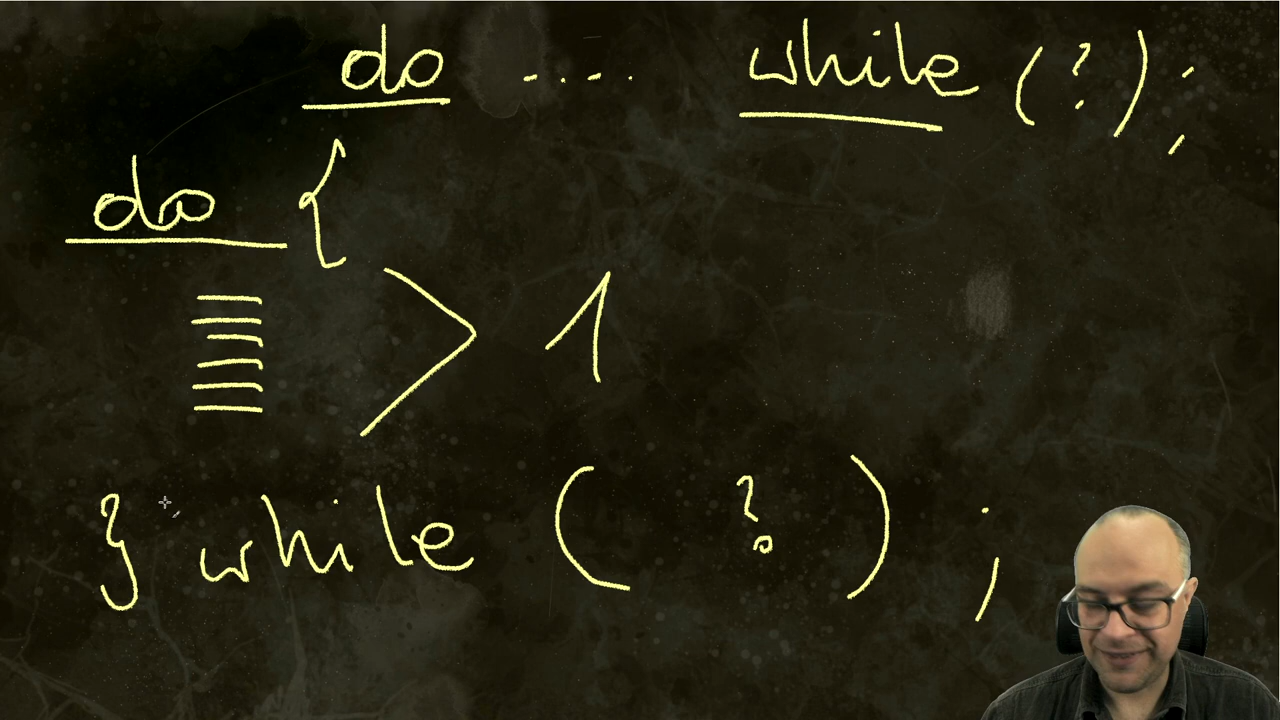 do ..... while (?);
do {
> 1
} while ( ? );